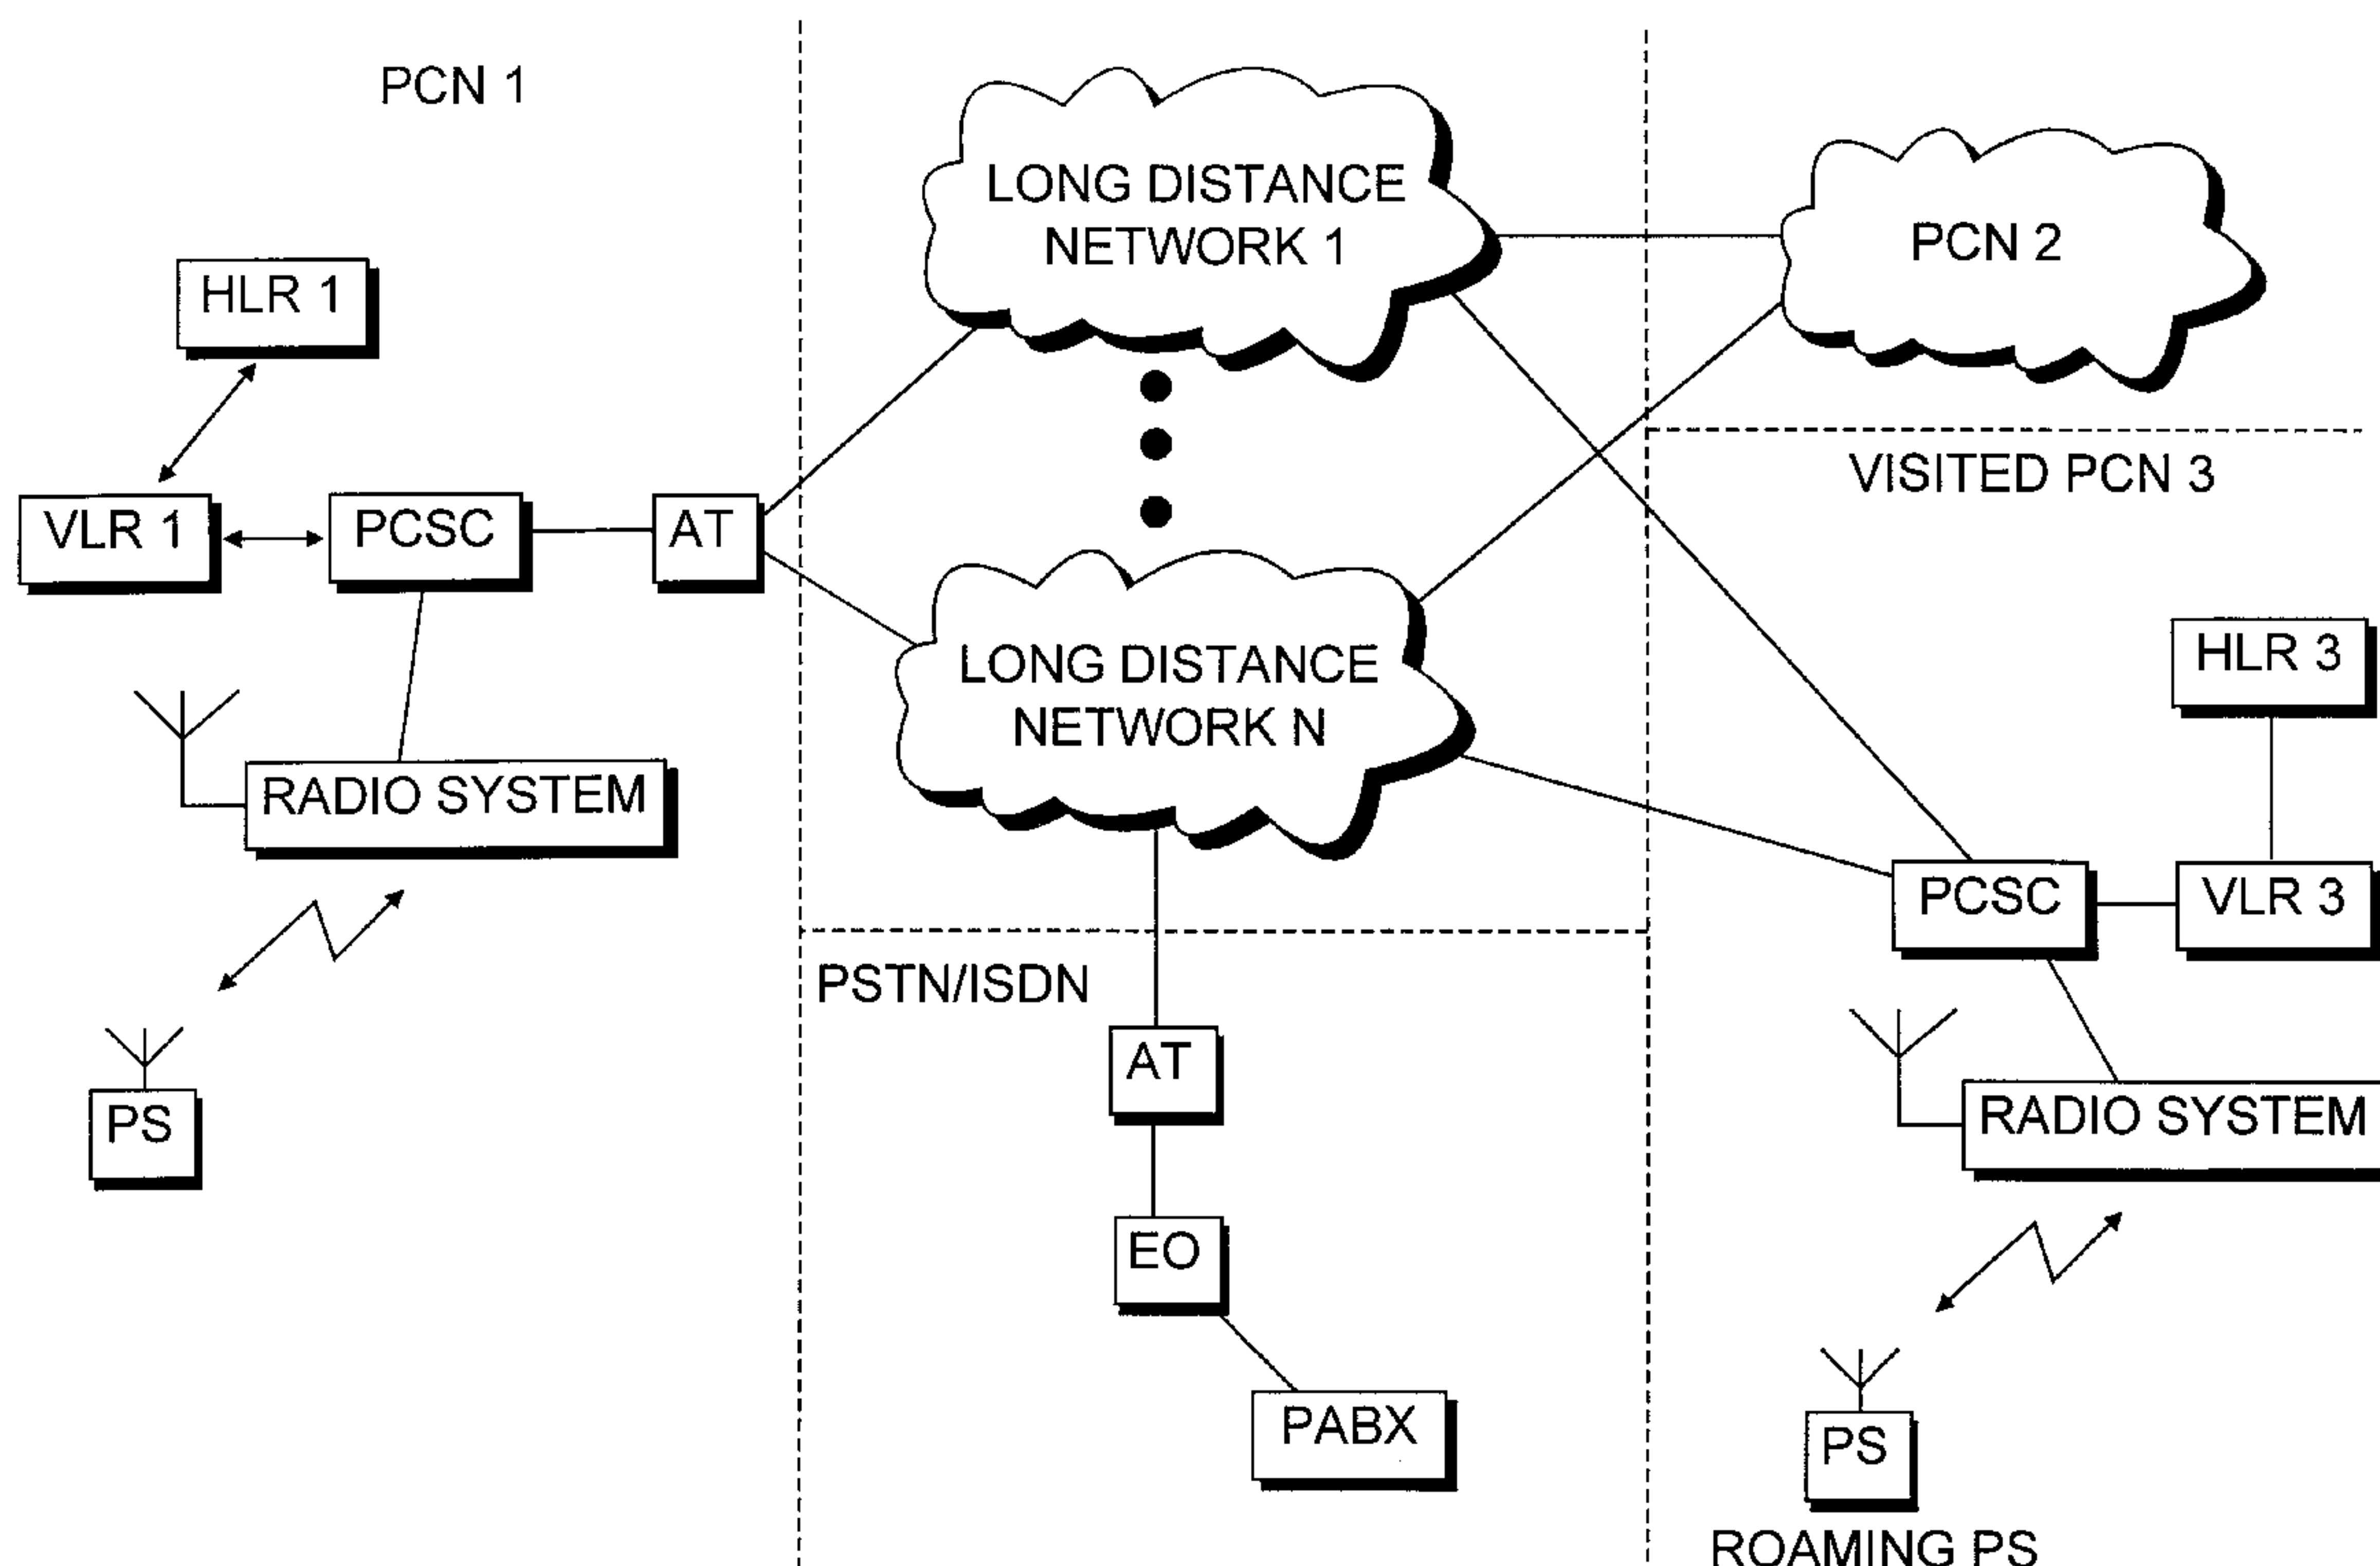 PCN 1
LONG DISTANCE
NETWORK 1
PCN 2
HLR 1
VISITED PCN 3
VLR 1
PCSC
AT
LONG DISTANCE
NETWORK N
HLR 3
RADIO SYSTEM
PCSC
VLR 3
PSTN/ISDN
AT
PS
RADIO SYSTEM
EO
PABX
PS
ROAMING PS